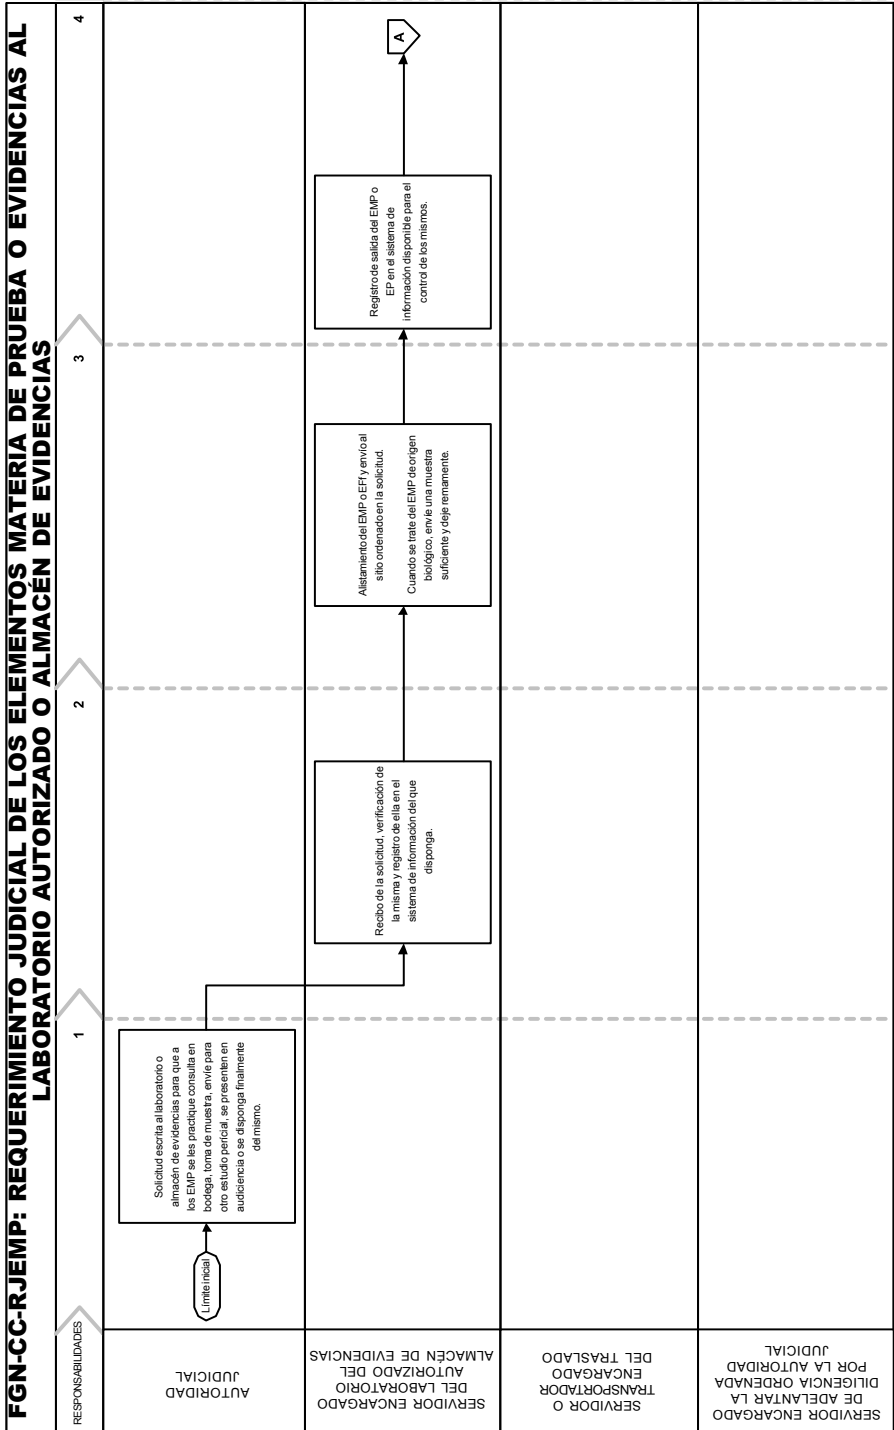 FGN-CC-RJEMP: REQUERIMIENTO JUDICIAL DE LOS ELEMENTOS MATERIA DE PRUEBA O EVIDENCIAS AL
LABORATORIO AUTORIZADO O ALMACÉN DE EVIDENCIAS
RESPONSABILIDADES
1
2
3
4
AUTORIDAD
JUDICIAL
Límite inicial
Solicitud escrita al laboratorio o
almacén de evidencias para que a
los EMP se les practique consulta en
bodega, toma de muestra, envíe para
otro estudio pericial, se presenten en
audiciencia o se disponga finalmente
del mismo.
SERVIDOR ENCARGADO
DEL LABORATORIO
AUTORIZADO DEL
ALMACÉN DE EVIDENCIAS
Recibo de la solicitud, verificación de
la misma y registro de ella en el
sistema de información del que
disponga.
Alistamiento del EMP o EFf y envío al
sitio ordenado en la solicitud.
Cuando se trate del EMP de origen
biológico, envíe una muestra
suficiente y deje remamente.
Registro de salida del EMP o
EP en el sistema de
información disponible para el
control de los mismos.
A
SERVIDOR O
TRANSPORTADOR
ENCARGADO
DEL TRASLADO
SERVIDOR ENCARGADO
DE ADELANTAR LA
DILIGENCIA ORDENADA
POR LA AUTORIDAD
JUDICIAL